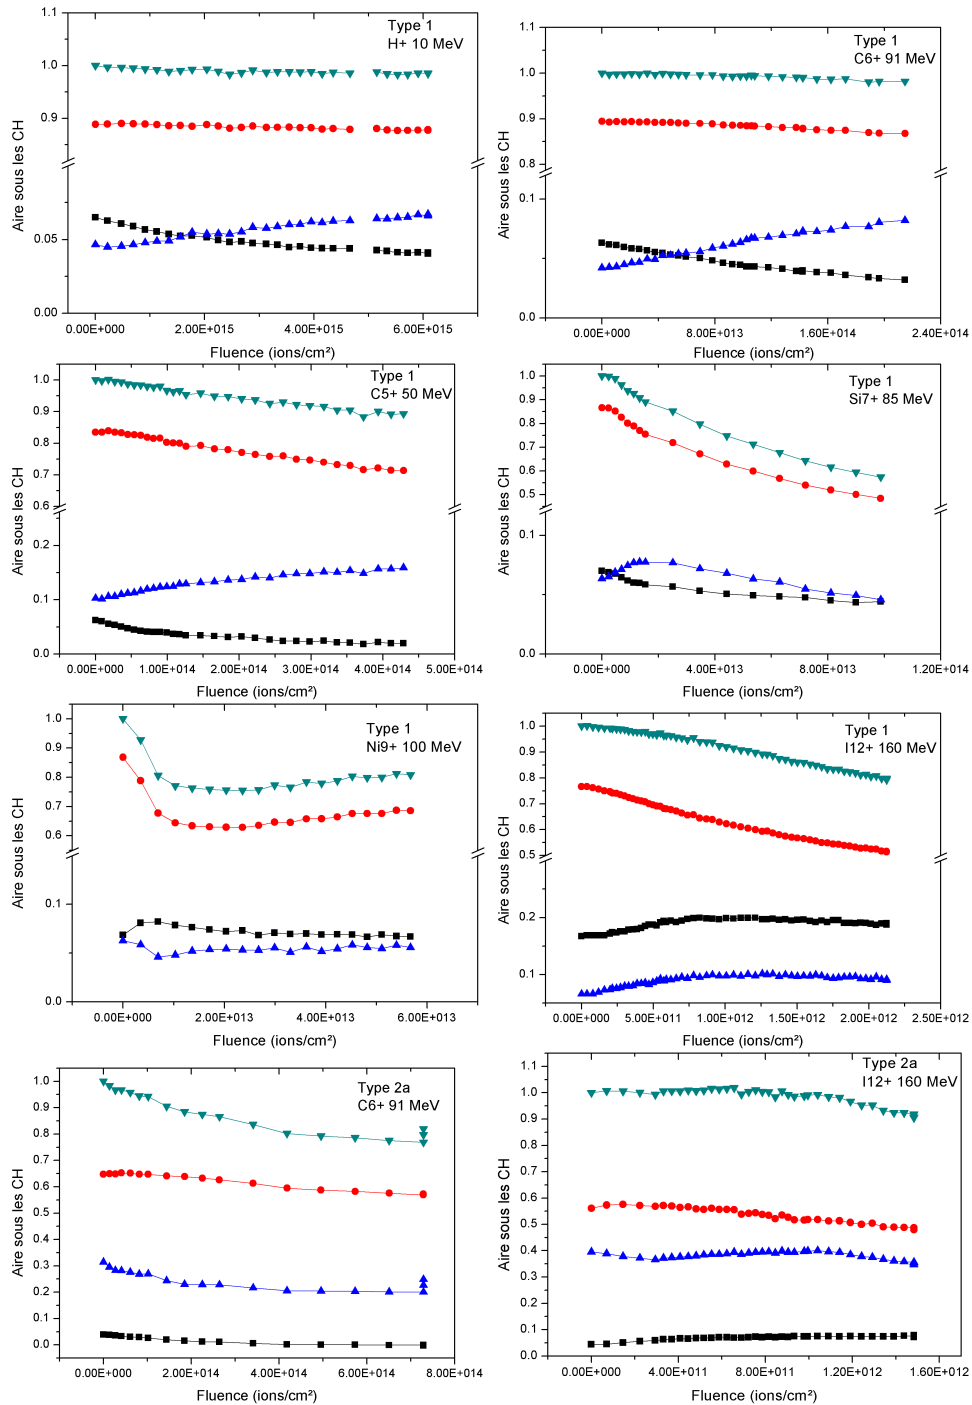 Type 1
H+ 10 MeV
1.1
1.0
0.9
0.05
0.00
Aire sous les CH
0.00E+000 2.00E+015 4.00E+015 6.00E+015
Fluence (ions/cm²)
Type 1
C6+ 91 MeV
1.1
1.0
0.9
0.8
0.1
0.0
Aire sous les CH
0.00E+000 8.00E+013 1.60E+014 2.40E+014
Fluence (ions/cm²)
Type 1
C5+ 50 MeV
1.0
0.9
0.8
0.7
0.6
0.2
0.1
0.0
Aire sous les CH
0.00E+000 1.00E+014 2.00E+014 3.00E+014 4.00E+014 5.00E+014
Fluence (ions/cm²)
Type 1
Si7+ 85 MeV
1.0
0.9
0.8
0.7
0.6
0.5
0.1
0.0
Aire sous les CH
0.00E+000 4.00E+013 8.00E+013 1.20E+014
Fluence (ions/cm²)
Type 1
Ni9+ 100 MeV
1.0
0.9
0.8
0.7
0.6
0.1
0.0
Aire sous les CH
0.00E+000 2.00E+013 4.00E+013 6.00E+013
Fluence (ions/cm²)
Type 1
I12+ 160 MeV
1.0
0.9
0.8
0.7
0.6
0.5
0.2
0.1
Aire sous les CH
0.00E+000 5.00E+011 1.00E+012 1.50E+012 2.00E+012 2.50E+012
Fluence (ions/cm²)
Type 2a
C6+ 91 MeV
1.0
0.9
0.8
0.7
0.6
0.5
0.4
0.3
0.2
0.1
0.0
Aire sous les CH
0.00E+000 2.00E+014 4.00E+014 6.00E+014 8.00E+014
Fluence (ions/cm²)
Type 2a
I12+ 160 MeV
1.1
1.0
0.9
0.8
0.7
0.6
0.5
0.4
0.3
0.2
0.1
0.0
Aire sous les CH
0.00E+000 4.00E+011 8.00E+011 1.20E+012 1.60E+012
Fluence (ions/cm²)